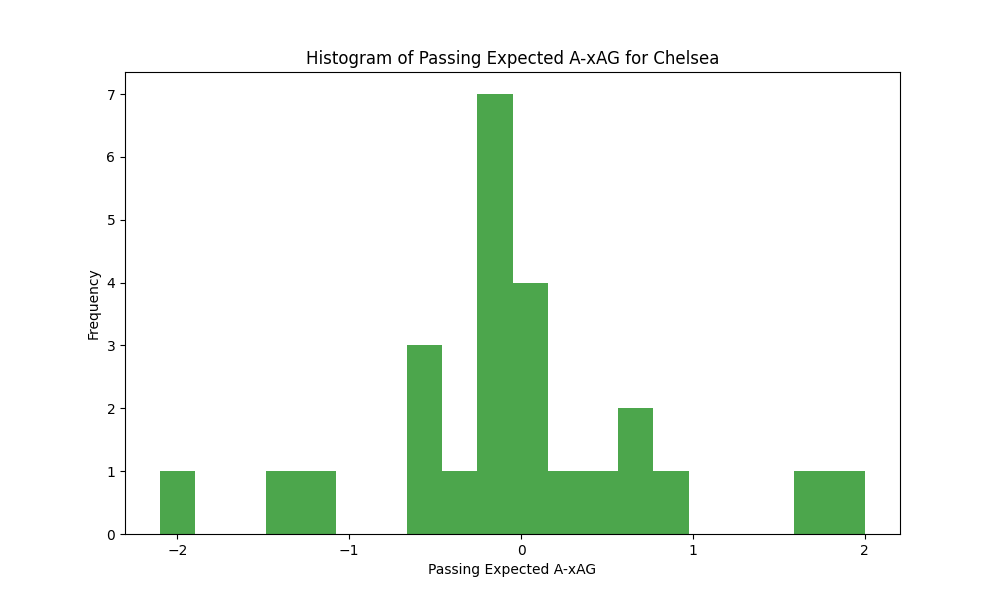 Histogram of Passing Expected A-xAG for Chelsea
7
6
5
4
3
2
1
0
Frequency
−2 −1 0 1 2
Passing Expected A-xAG